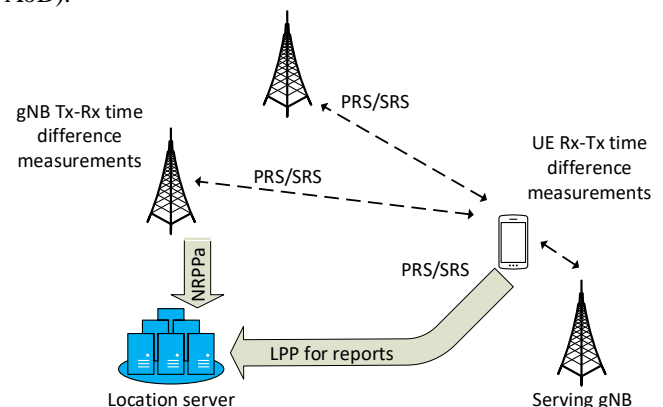 AoD).
PRS/SRS
gNB Tx-Rx time
difference
measurements
UE Rx-Tx time
difference
measurements
PRS/SRS
PRS/SRS
NRPPa
LPP for reports
Location server
Serving gNB